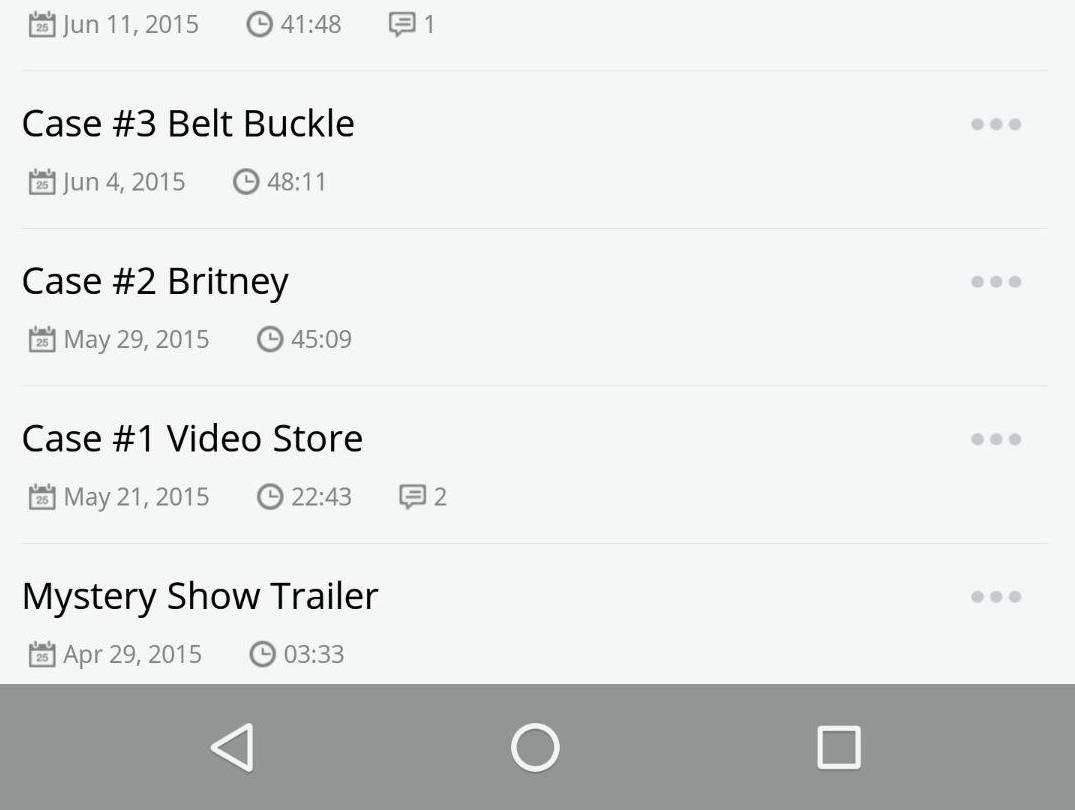 Jun 11, 2015 41:48 1
Case #3 Belt Buckle
Jun 4, 2015 48:11
Case #2 Britney
May 29, 2015 45:09
Case #1 Video Store
May 21, 2015 22:43 2
Mystery Show Trailer
Apr 29, 2015 03:33